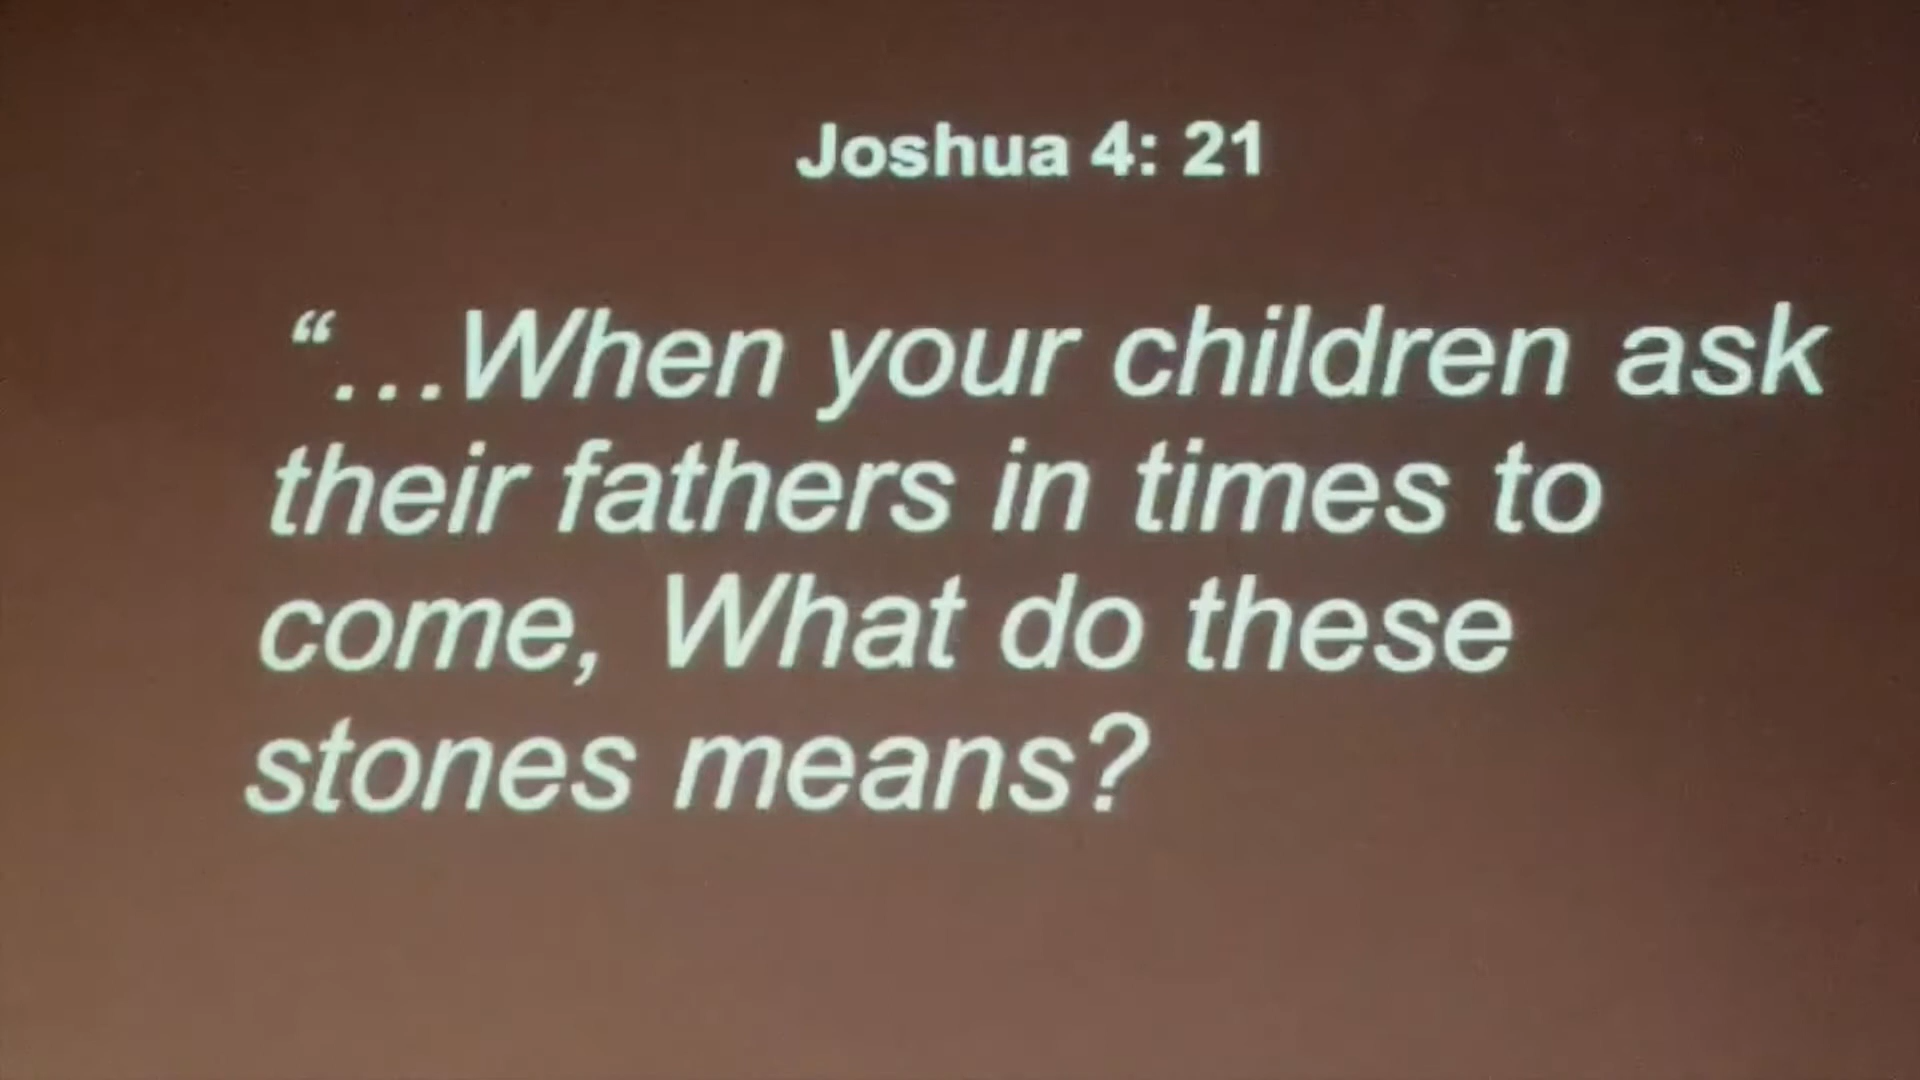 Joshua 4: 21
“...When your children ask
their fathers in times to
come, What do these
stones means?